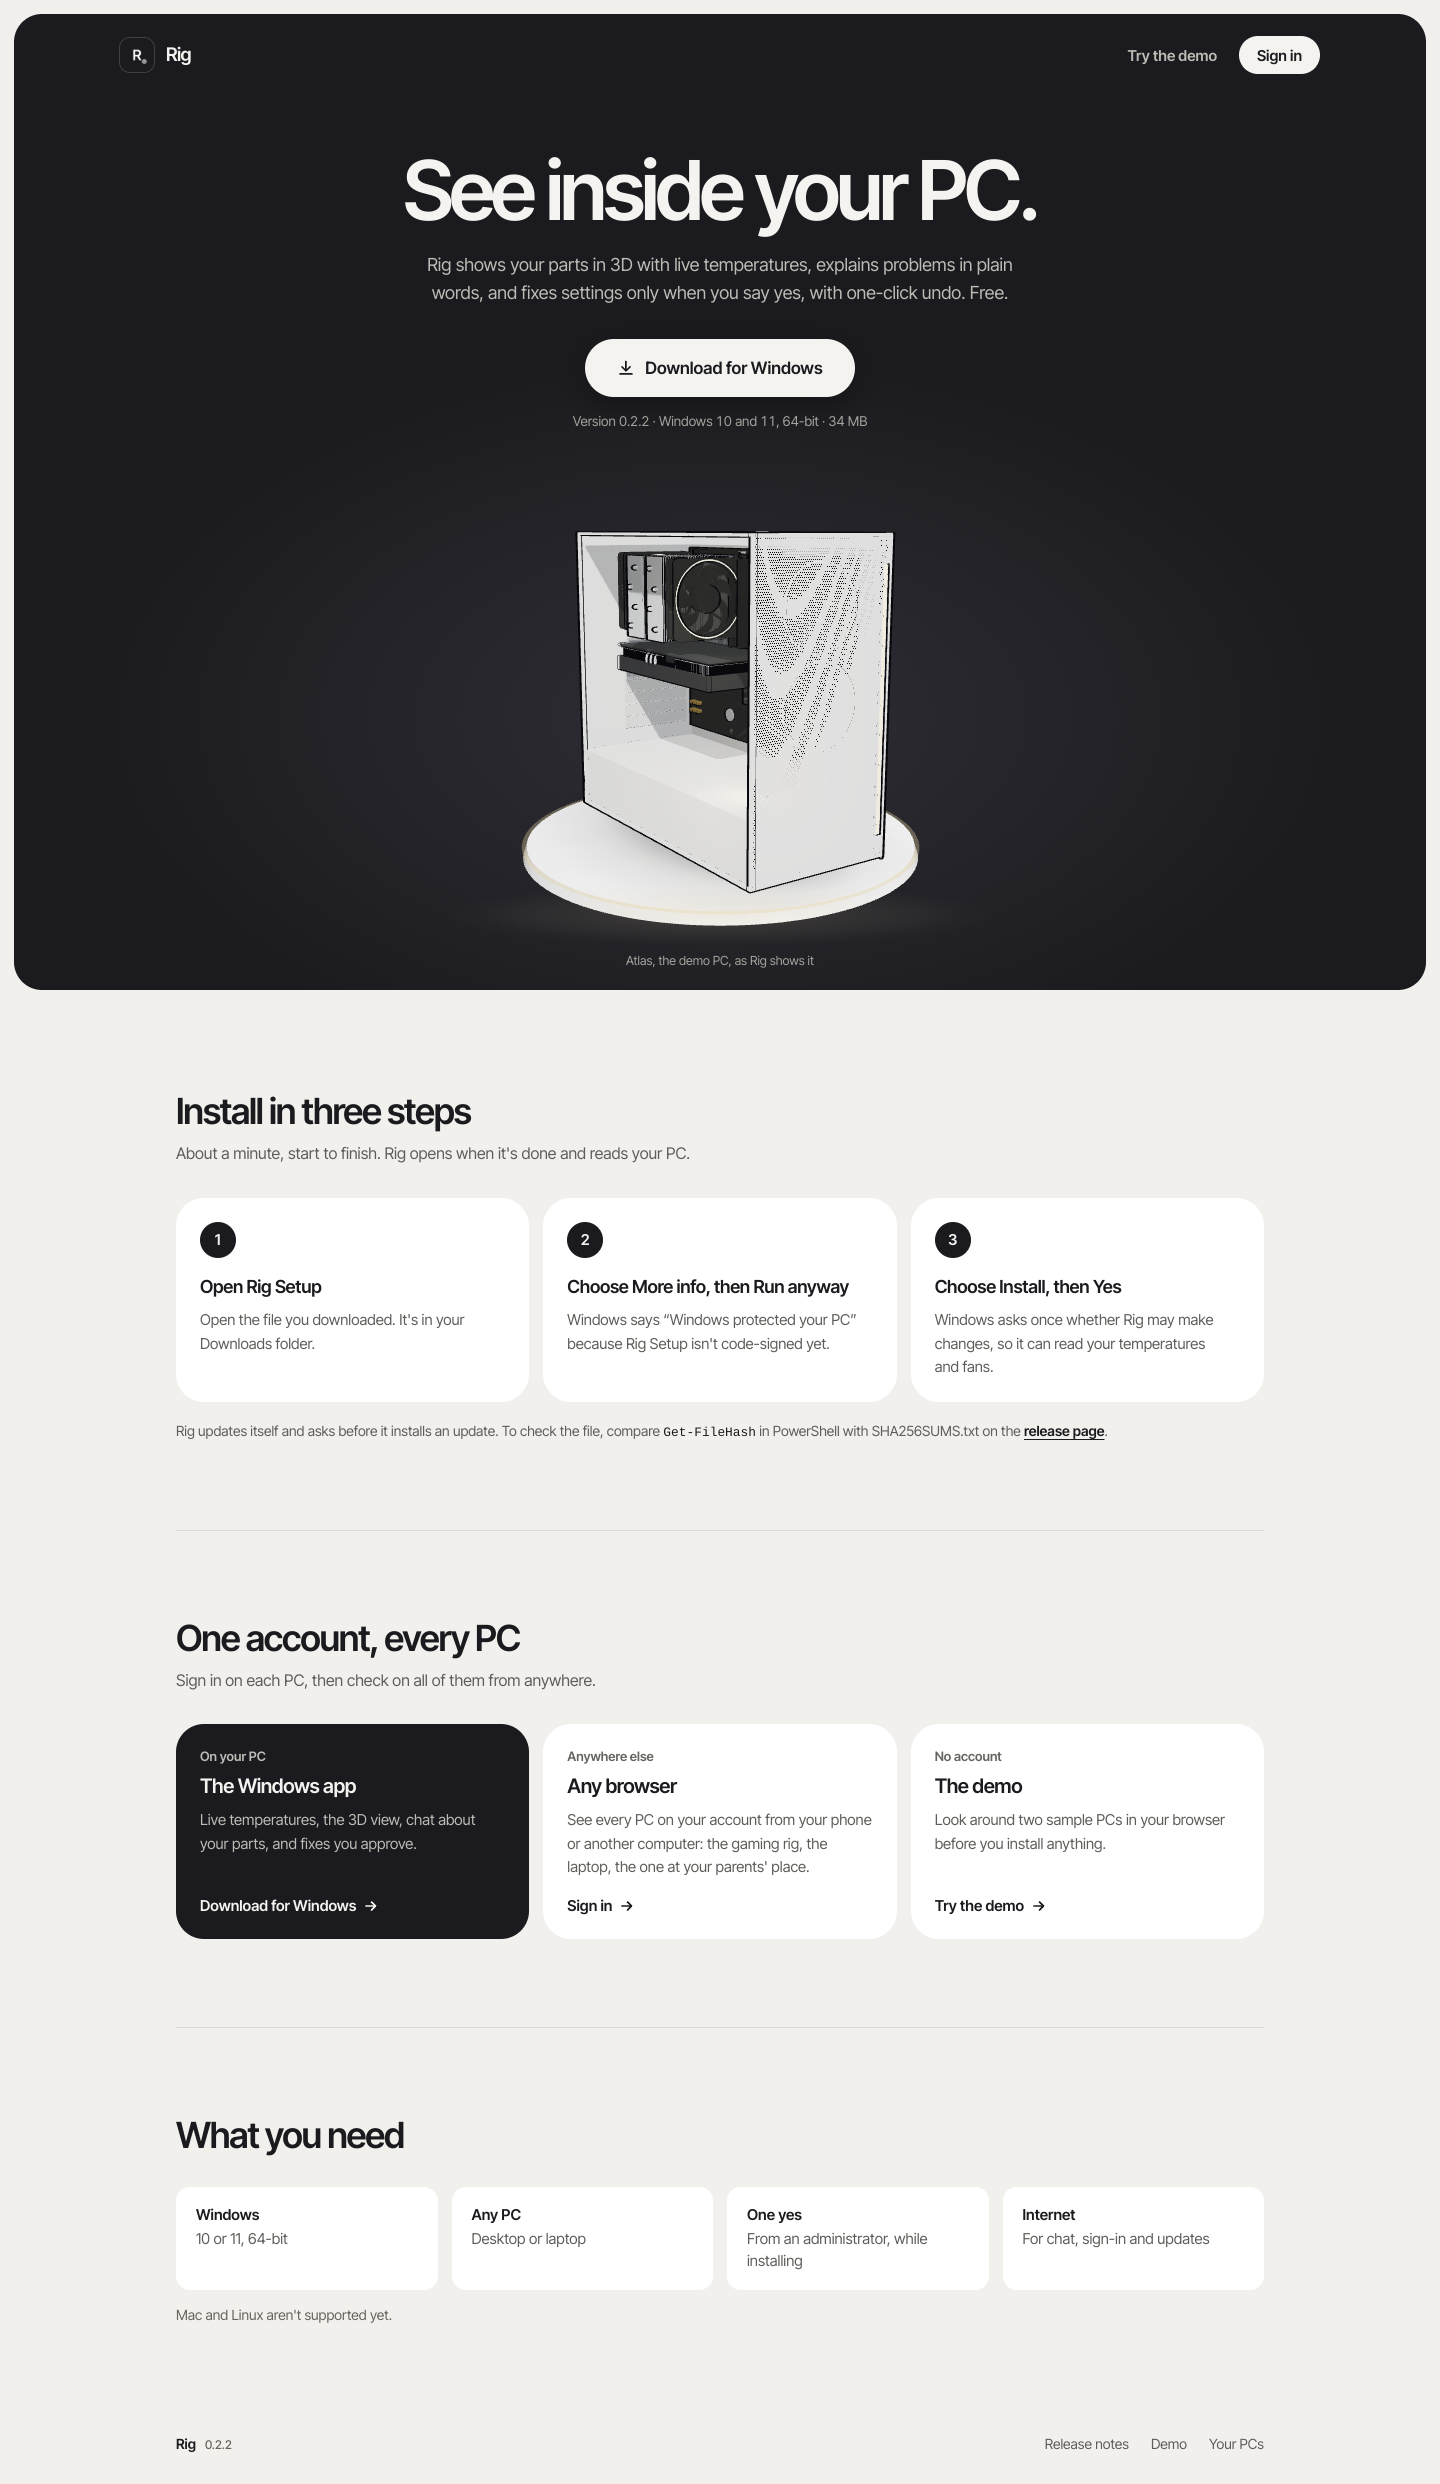 R.
Rig
Try the demo
Sign in
See inside your PC.
Rig shows your parts in 3D with live temperatures, explains problems in plain
words, and fixes settings only when you say yes, with one-click undo. Free.
Download for Windows
Version 0.2.2 · Windows 10 and 11, 64-bit · 34 MB
Atlas, the demo PC, as Rig shows it
Install in three steps
About a minute, start to finish. Rig opens when it's done and reads your PC.
1
Open Rig Setup
Open the file you downloaded. It's in your
Downloads folder.
2
Choose More info, then Run anyway
Windows says “Windows protected your PC”
because Rig Setup isn't code-signed yet.
3
Choose Install, then Yes
Windows asks once whether Rig may make
changes, so it can read your temperatures
and fans.
Rig updates itself and asks before it installs an update. To check the file, compare Get-FileHash in PowerShell with SHA256SUMS.txt on the release page.
One account, every PC
Sign in on each PC, then check on all of them from anywhere.
On your PC
The Windows app
Live temperatures, the 3D view, chat about
your parts, and fixes you approve.
Download for Windows →
Anywhere else
Any browser
See every PC on your account from your phone
or another computer: the gaming rig, the
laptop, the one at your parents' place.
Sign in →
No account
The demo
Look around two sample PCs in your browser
before you install anything.
Try the demo →
What you need
Windows
10 or 11, 64-bit
Any PC
Desktop or laptop
One yes
From an administrator, while
installing
Internet
For chat, sign-in and updates
Mac and Linux aren't supported yet.
Rig 0.2.2
Release notes
Demo
Your PCs